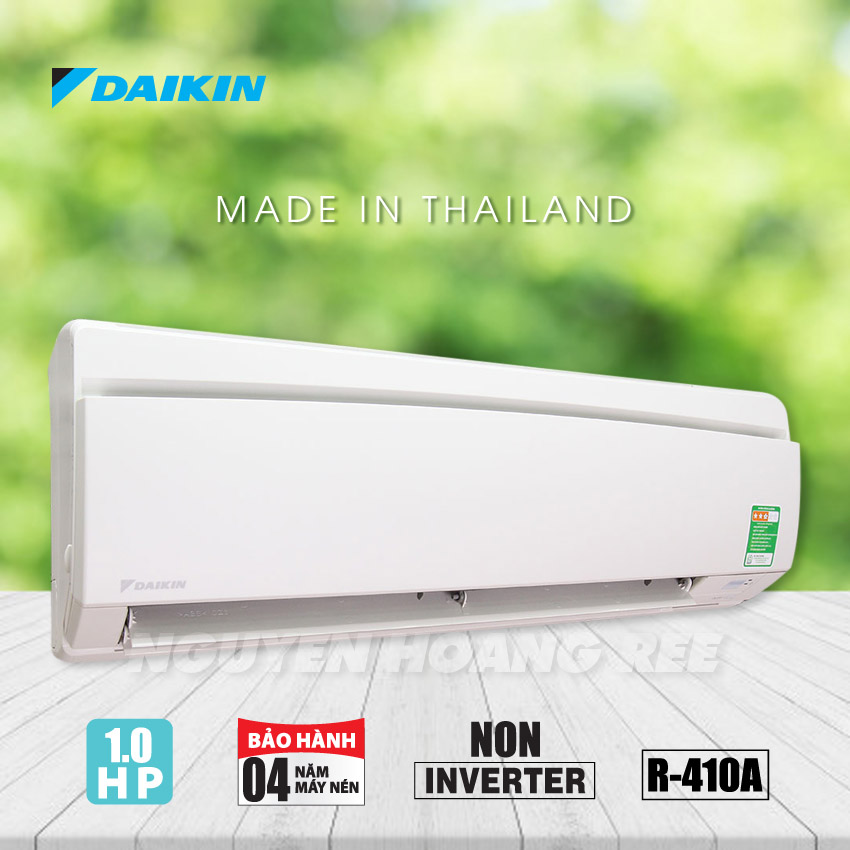 DAIKIN
MADE IN THAILAND
DAIKIN
NGUYEN HOANG REE
1.0
HP
BẢO HÀNH
04 NĂM
MÁY NÉN
NON
INVERTER
R-410A